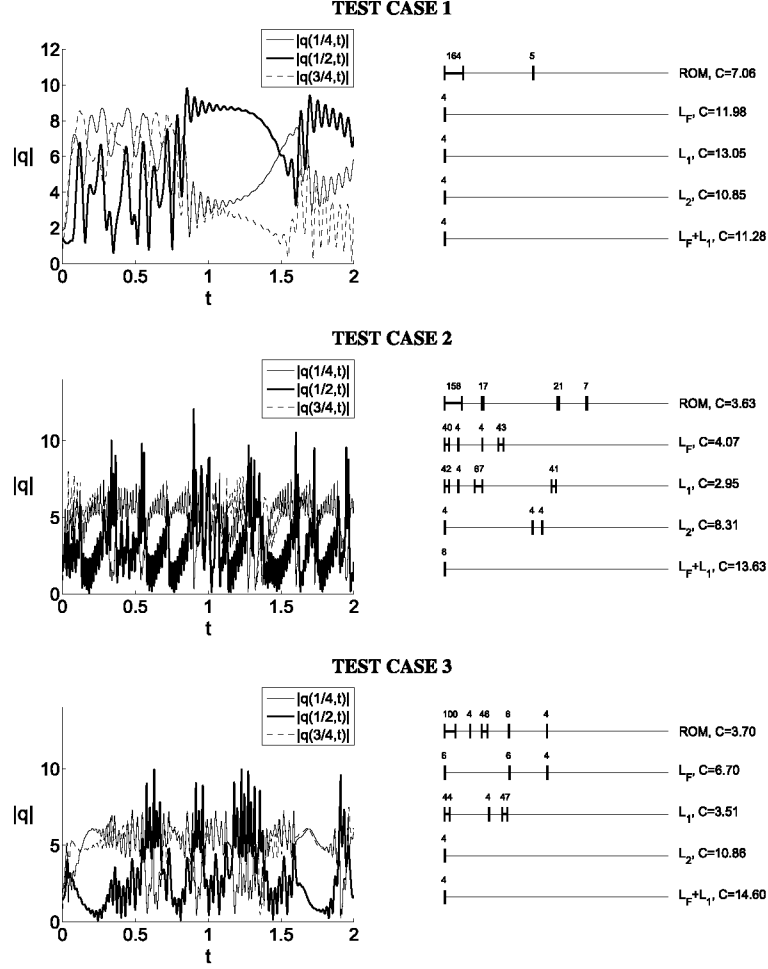 TEST CASE 1
|q(1/4,t)|
|q(1/2,t)|
|q(3/4,t)|
12
10
8
6
4
2
0
|q|
0
0.5
1
1.5
2
t
164
5
ROM, C=7.06
4
L_F, C=11.98
4
L_1, C=13.05
4
L_2, C=10.85
4
L_F+L_1, C=11.28
TEST CASE 2
|q(1/4,t)|
|q(1/2,t)|
|q(3/4,t)|
10
5
0
|q|
0
0.5
1
1.5
2
t
158
17
21
7
ROM, C=3.63
40
4
4
43
L_F, C=4.07
42
4
67
41
L_1, C=2.95
4
4
4
L_2, C=8.31
8
L_F+L_1, C=13.63
TEST CASE 3
|q(1/4,t)|
|q(1/2,t)|
|q(3/4,t)|
10
5
0
|q|
0
0.5
1
1.5
2
t
100
4
46
8
4
ROM, C=3.70
6
6
4
L_F, C=6.70
44
4
47
L_1, C=3.51
4
L_2, C=10.86
4
L_F+L_1, C=14.60